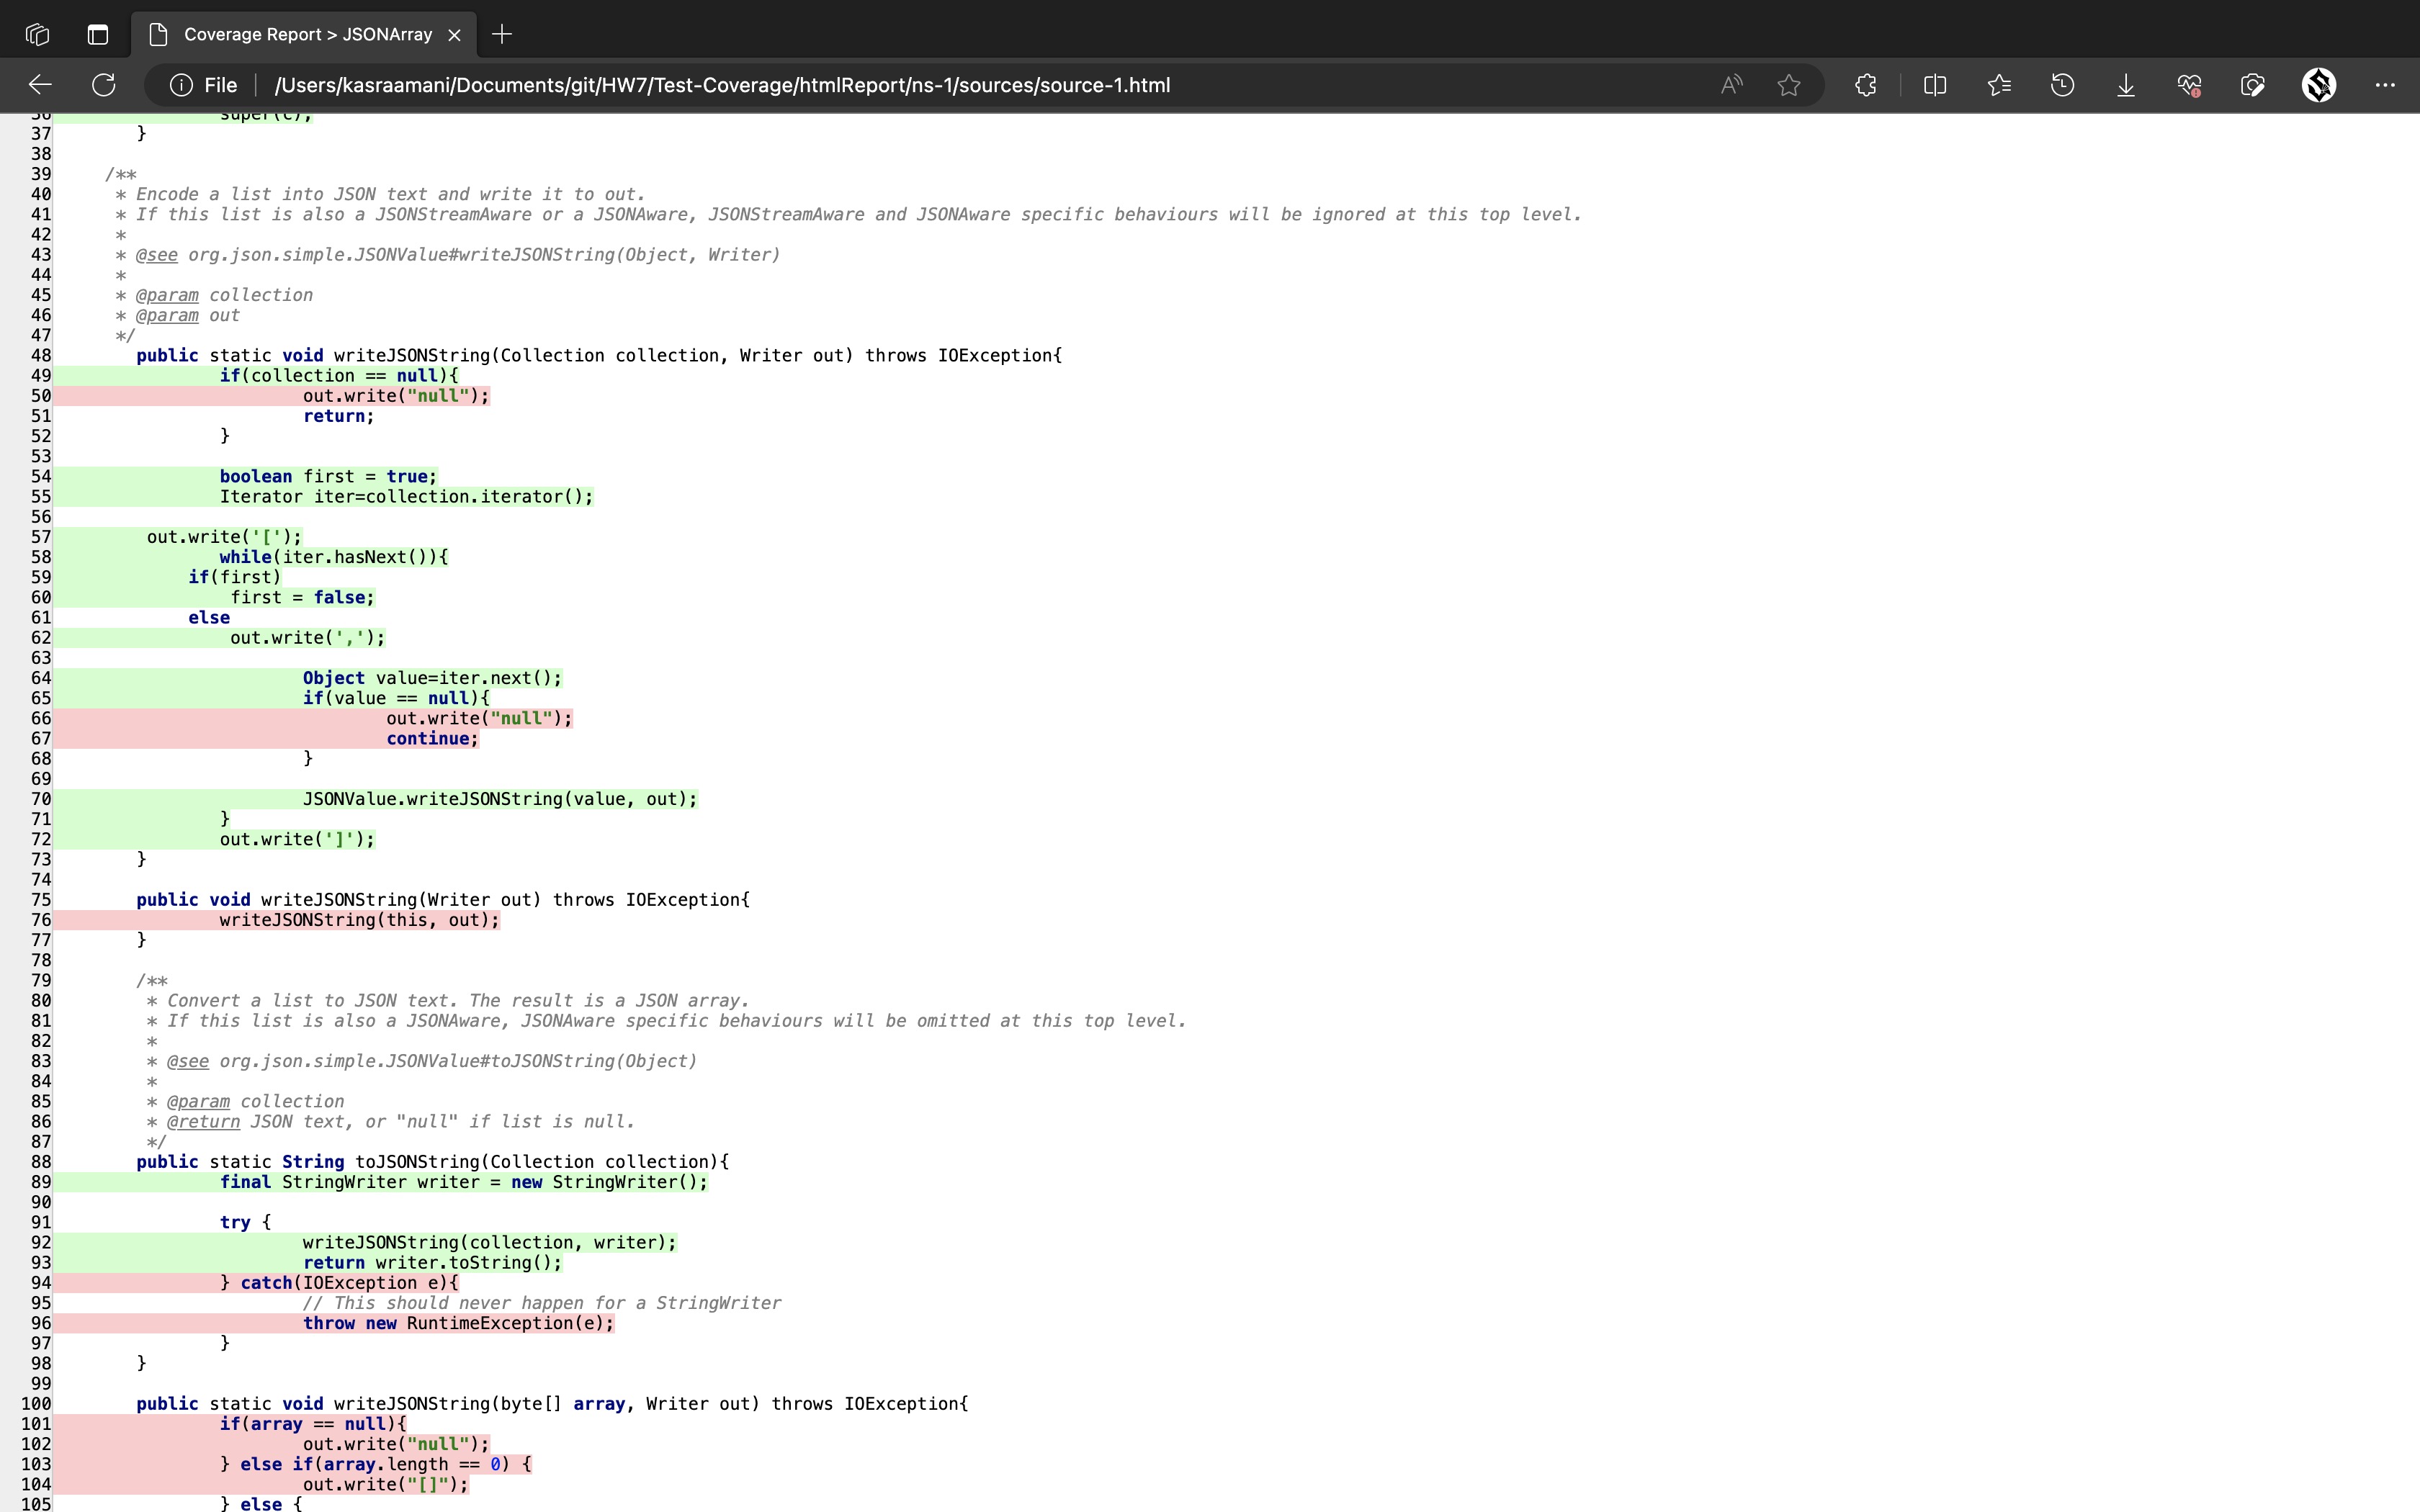 Coverage Report > JSONArray
File /Users/kasraamani/Documents/git/HW7/Test-Coverage/htmlReport/ns-1/sources/source-1.html
36 super(c);
37 }
38
39 /**
40 * Encode a list into JSON text and write it to out.
41 * If this list is also a JSONStreamAware or a JSONAware, JSONStreamAware and JSONAware specific behaviours will be ignored at this top level.
42 *
43 * @see org.json.simple.JSONValue#writeJSONString(Object, Writer)
44 *
45 * @param collection
46 * @param out
47 */
48 public static void writeJSONString(Collection collection, Writer out) throws IOException{
49 if(collection == null){
50 out.write("null");
51 return;
52 }
53
54 boolean first = true;
55 Iterator iter=collection.iterator();
56
57 out.write('[');
58 while(iter.hasNext()){
59 if(first)
60 first = false;
61 else
62 out.write(',');
63
64 Object value=iter.next();
65 if(value == null){
66 out.write("null");
67 continue;
68 }
69
70 JSONValue.writeJSONString(value, out);
71 }
72 out.write(']');
73 }
74
75 public void writeJSONString(Writer out) throws IOException{
76 writeJSONString(this, out);
77 }
78
79 /**
80 * Convert a list to JSON text. The result is a JSON array.
81 * If this list is also a JSONAware, JSONAware specific behaviours will be omitted at this top level.
82 *
83 * @see org.json.simple.JSONValue#toJSONString(Object)
84 *
85 * @param collection
86 * @return JSON text, or "null" if list is null.
87 */
88 public static String toJSONString(Collection collection){
89 final StringWriter writer = new StringWriter();
90
91 try {
92 writeJSONString(collection, writer);
93 return writer.toString();
94 } catch(IOException e){
95 // This should never happen for a StringWriter
96 throw new RuntimeException(e);
97 }
98 }
99
100 public static void writeJSONString(byte[] array, Writer out) throws IOException{
101 if(array == null){
102 out.write("null");
103 } else if(array.length == 0) {
104 out.write("[]");
105 } else {